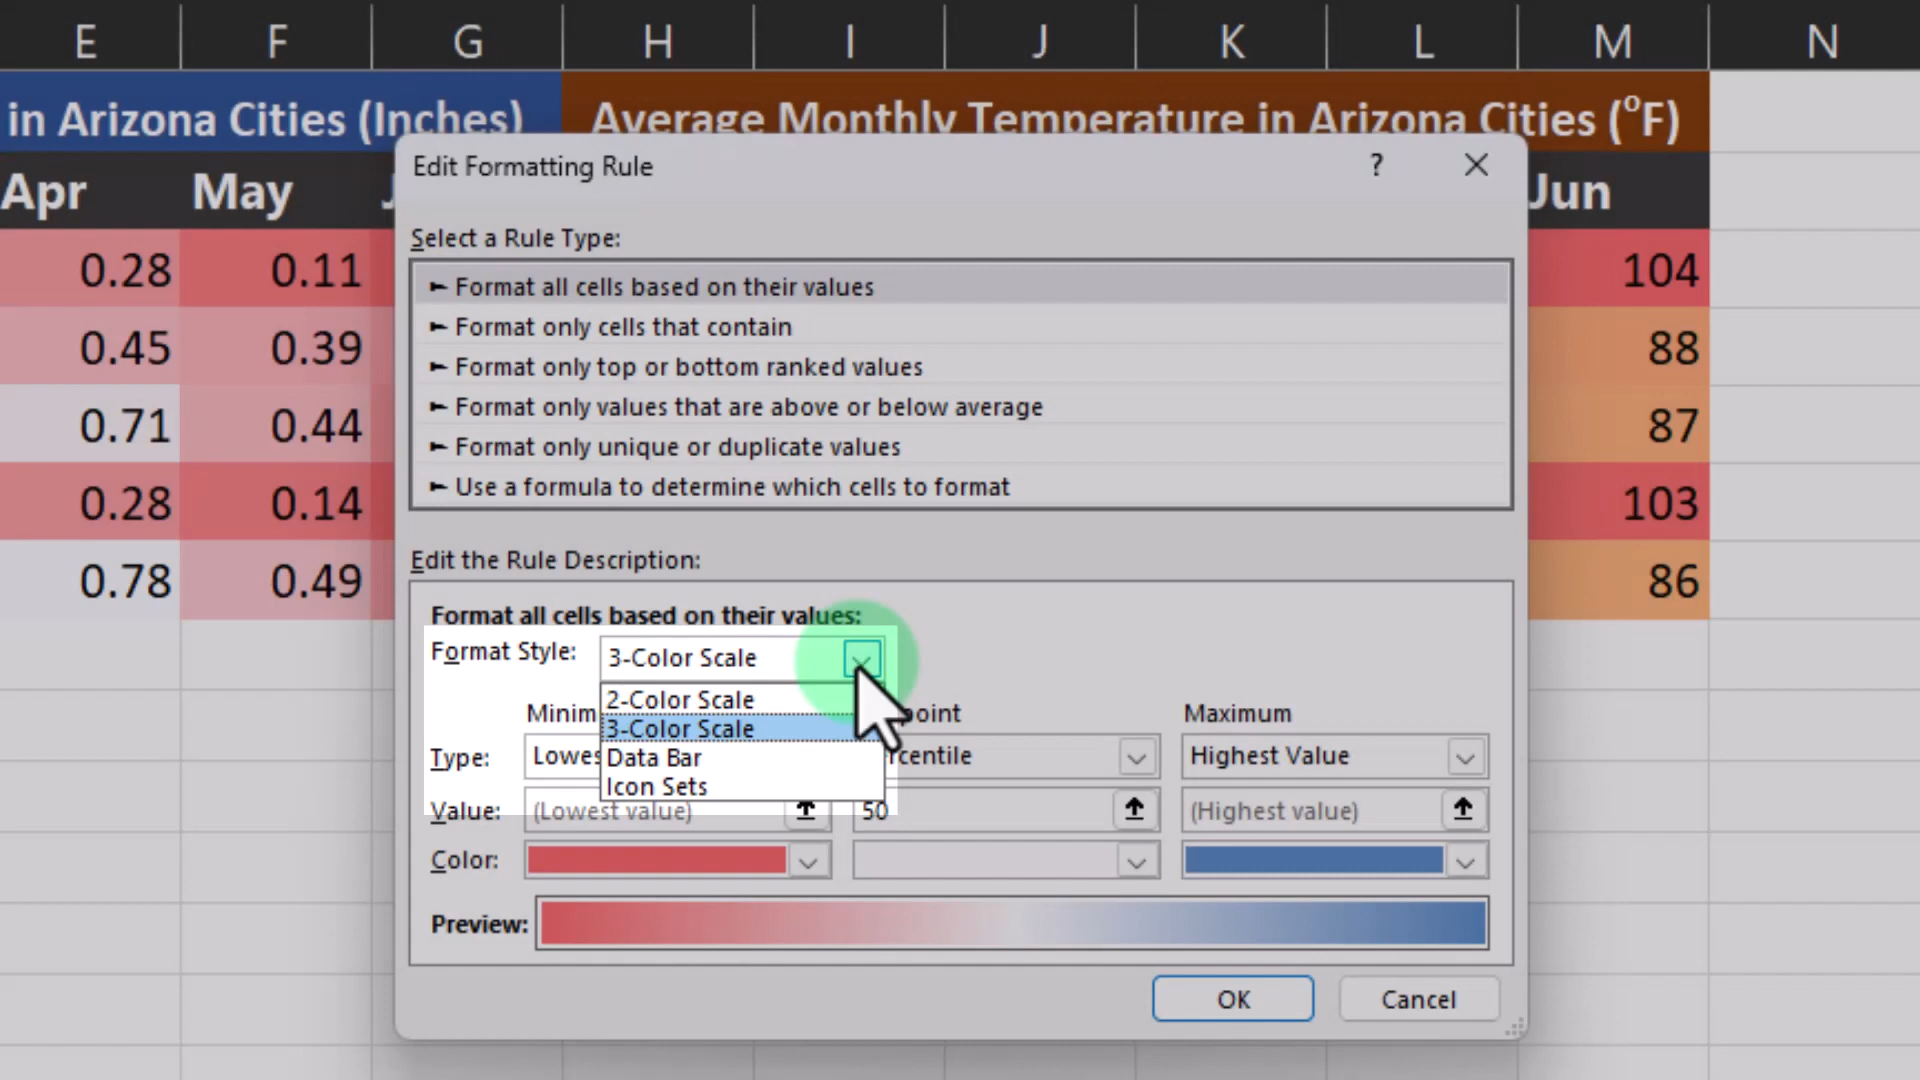 E F G H I J K L M N
in Arizona Cities (Inches) Average Monthly Temperature in Arizona Cities (°F)
Apr May Jun
Edit Formatting Rule ?
Select a Rule Type:
► Format all cells based on their values
► Format only cells that contain
► Format only top or bottom ranked values
► Format only values that are above or below average
► Format only unique or duplicate values
► Use a formula to determine which cells to format
0.28 0.11 104
0.45 0.39 88
0.71 0.44 87
0.28 0.14 103
0.78 0.49 86
Edit the Rule Description:
Format all cells based on their values:
Format Style: 3-Color Scale
2-Color Scale
3-Color Scale
Data Bar
Icon Sets
Maximum
Type: Highest Value
Value: (Lowest value) 50 (Highest value)
Color:
Preview:
OK Cancel